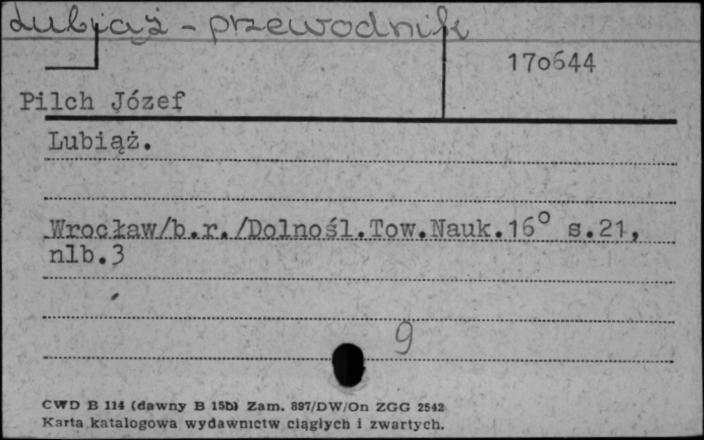 Lubiąż - przewodnik
170644
Pilch Józef
Lubiąż.
Wrocław/b.r./Dolnośl.Tow.Nauk.16° s.21,
nlb.3
9
CWD B 114 (dawny B 15b) Zam. 897/DW/On ZGG 2542
Karta katalogowa wydawnictw ciągłych i zwartych.